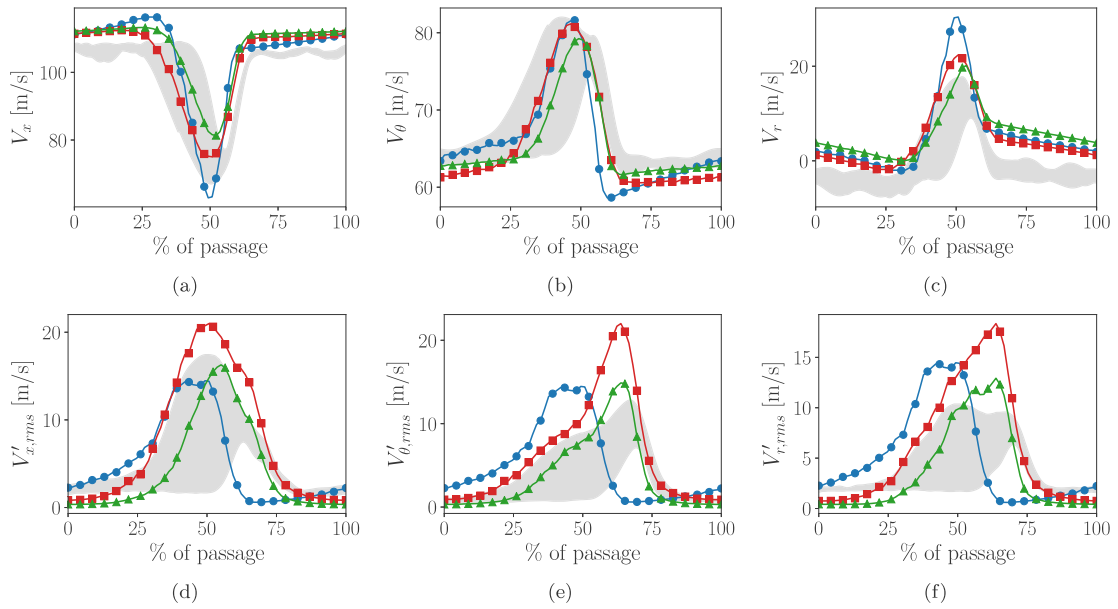 100
80
V_x [m/s]
0 25 50 75 100
% of passage
(a)
80
70
60
V_θ [m/s]
0 25 50 75 100
% of passage
(b)
20
0
V_r [m/s]
0 25 50 75 100
% of passage
(c)
20
10
0
V′_{x,rms} [m/s]
0 25 50 75 100
% of passage
(d)
20
10
0
V′_{θ,rms} [m/s]
0 25 50 75 100
% of passage
(e)
15
10
5
0
V′_{r,rms} [m/s]
0 25 50 75 100
% of passage
(f)